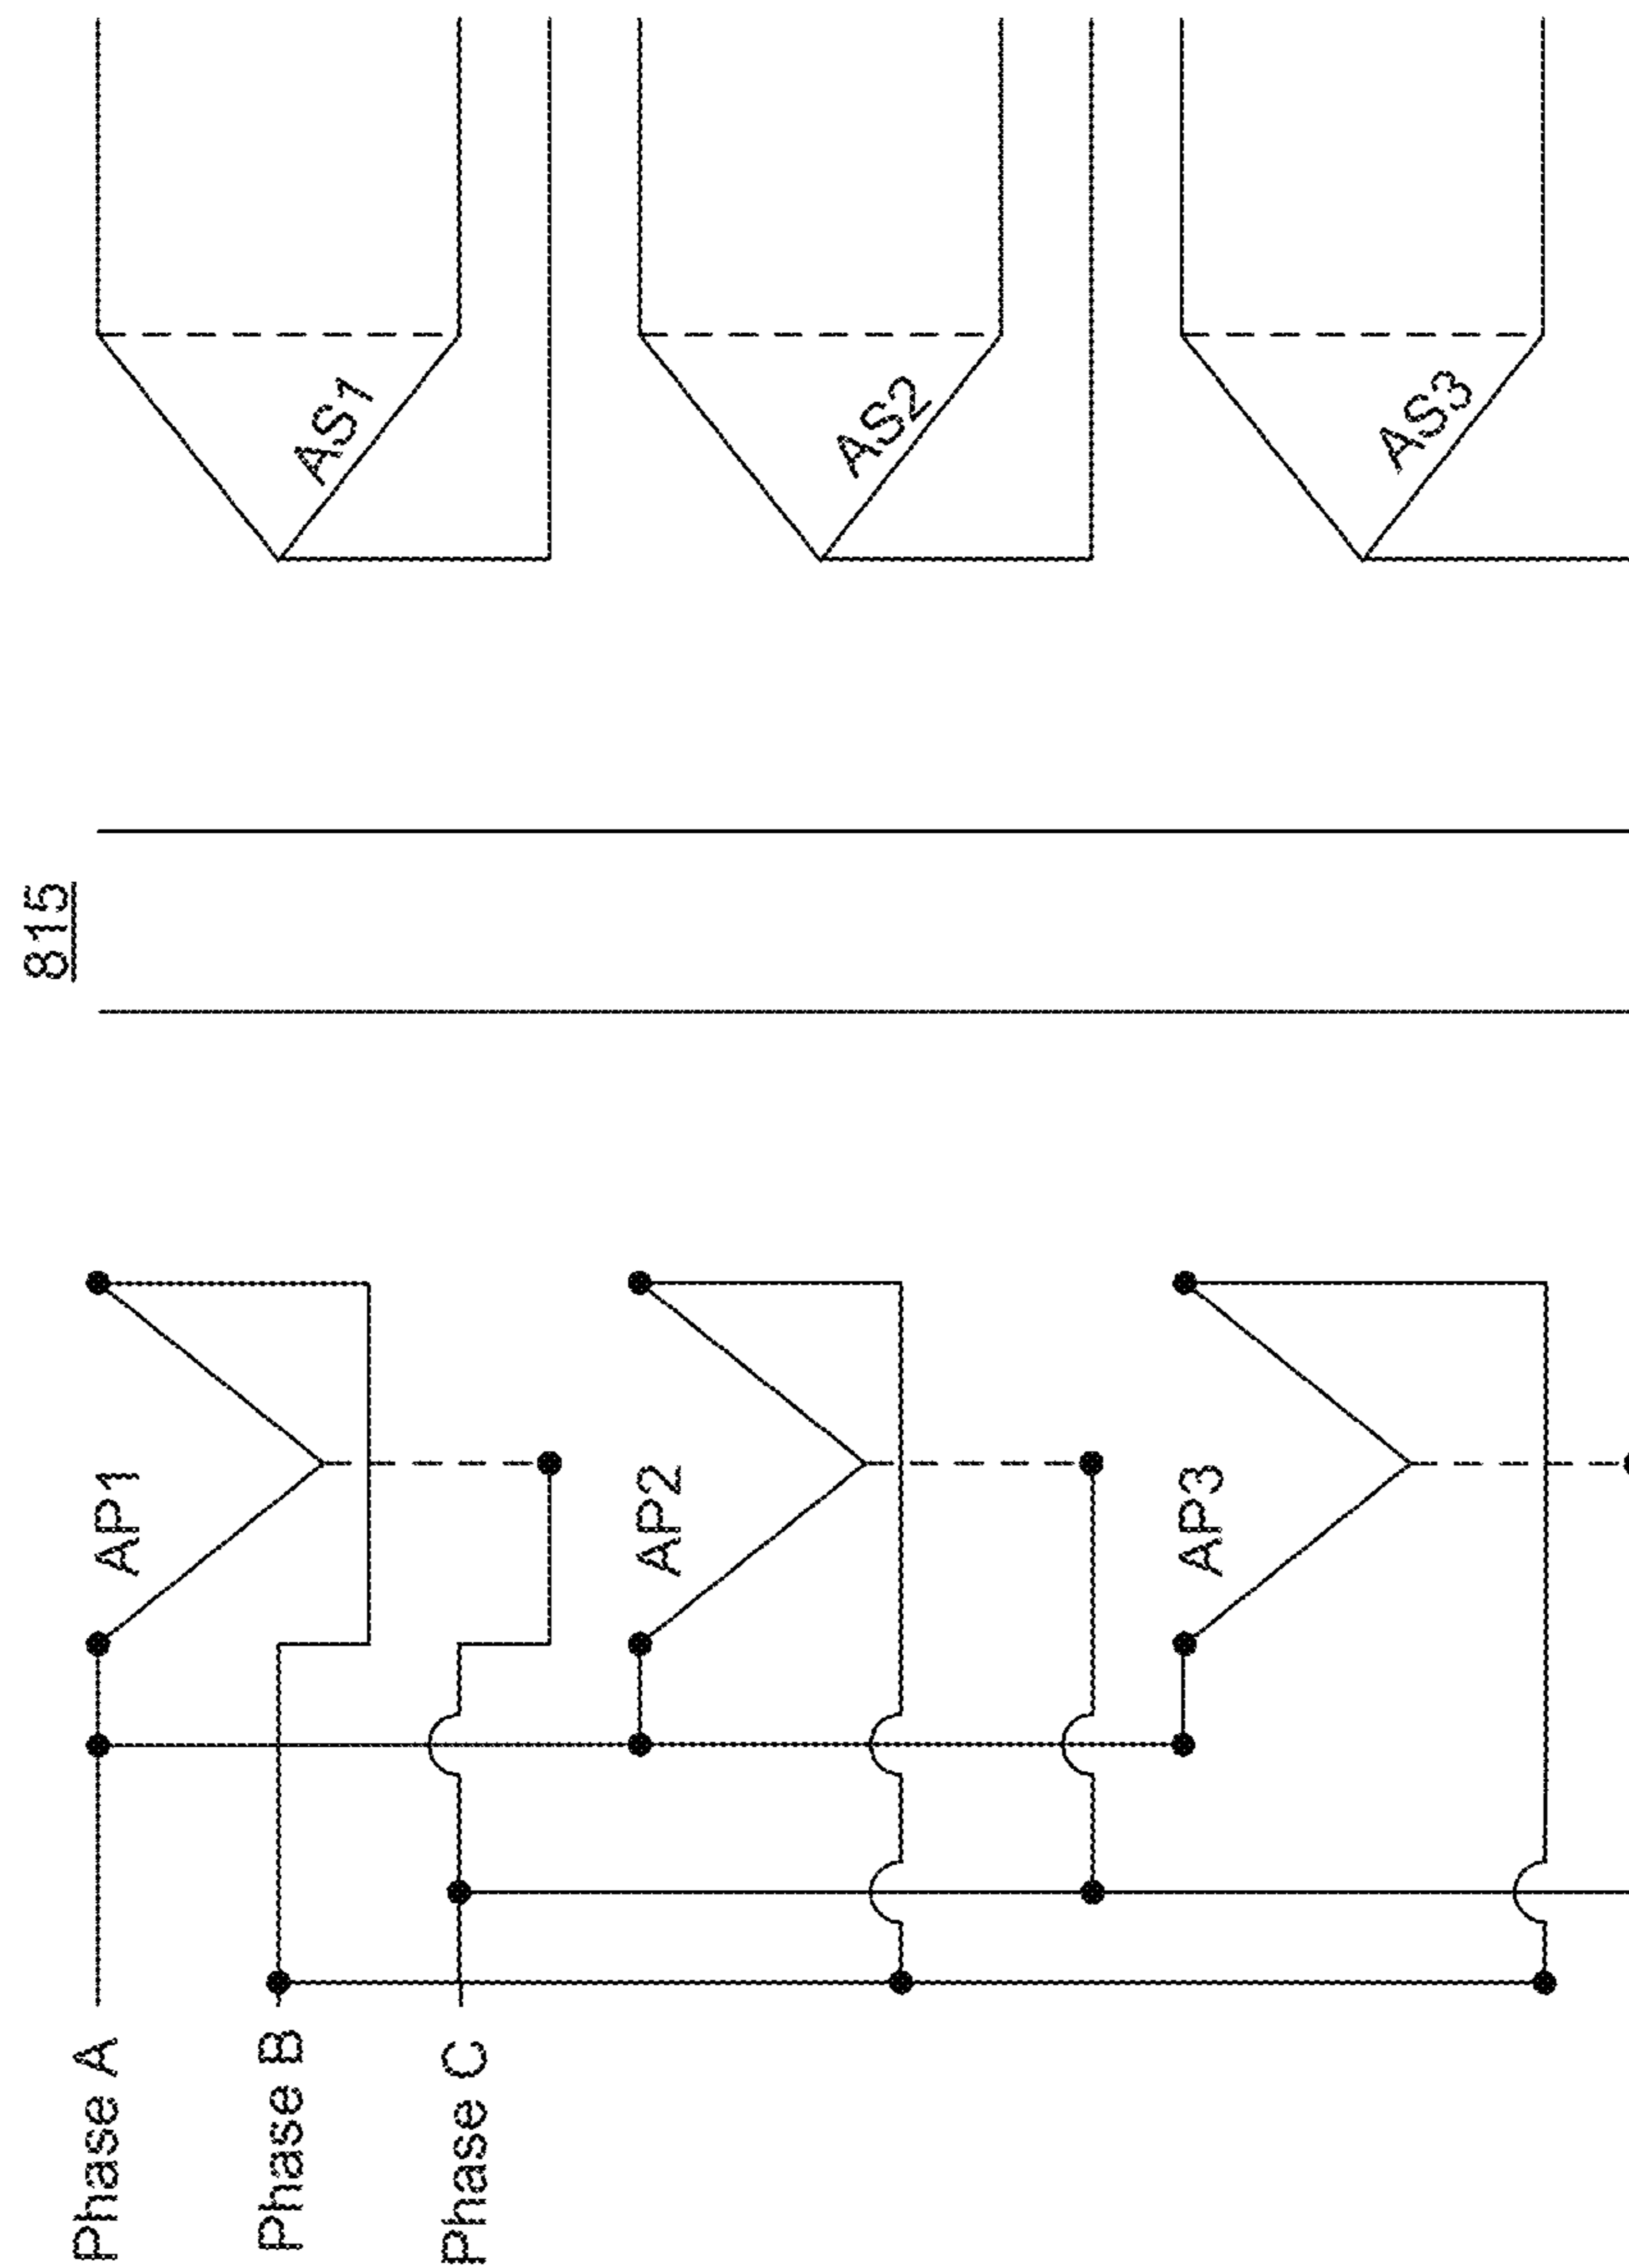 815
Phase A
Phase B
Phase C
AP1
AP2
AP3
AS1
AS2
AS3